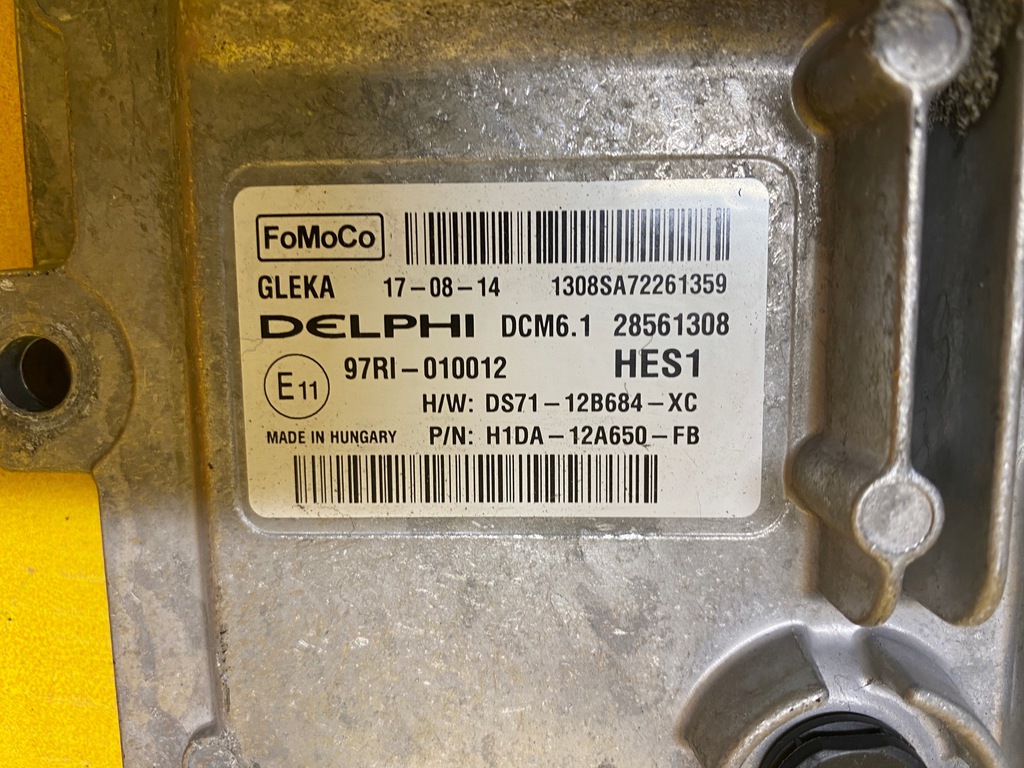 FoMoCo
GLEKA 17-08-14 1308SA72261359
DELPHI DCM6.1 28561308
E11 97RI-010012 HES1
H/W: DS71-12B684-XC
MADE IN HUNGARY P/N: H1DA-12A650-FB